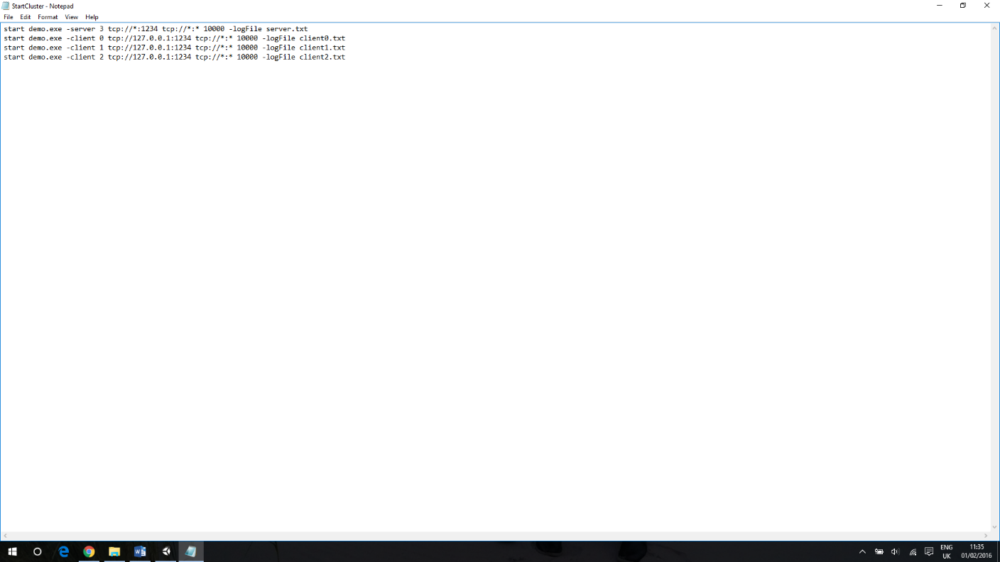 StartCluster - Notepad
File Edit Format View Help
start demo.exe -server 3 tcp://*:1234 tcp://*:* 10000 -logFile server.txt
start demo.exe -client 0 tcp://127.0.0.1:1234 tcp://*:* 10000 -logFile client0.txt
start demo.exe -client 1 tcp://127.0.0.1:1234 tcp://*:* 10000 -logFile client1.txt
start demo.exe -client 2 tcp://127.0.0.1:1234 tcp://*:* 10000 -logFile client2.txt
ENG
UK
11:35
01/02/2016